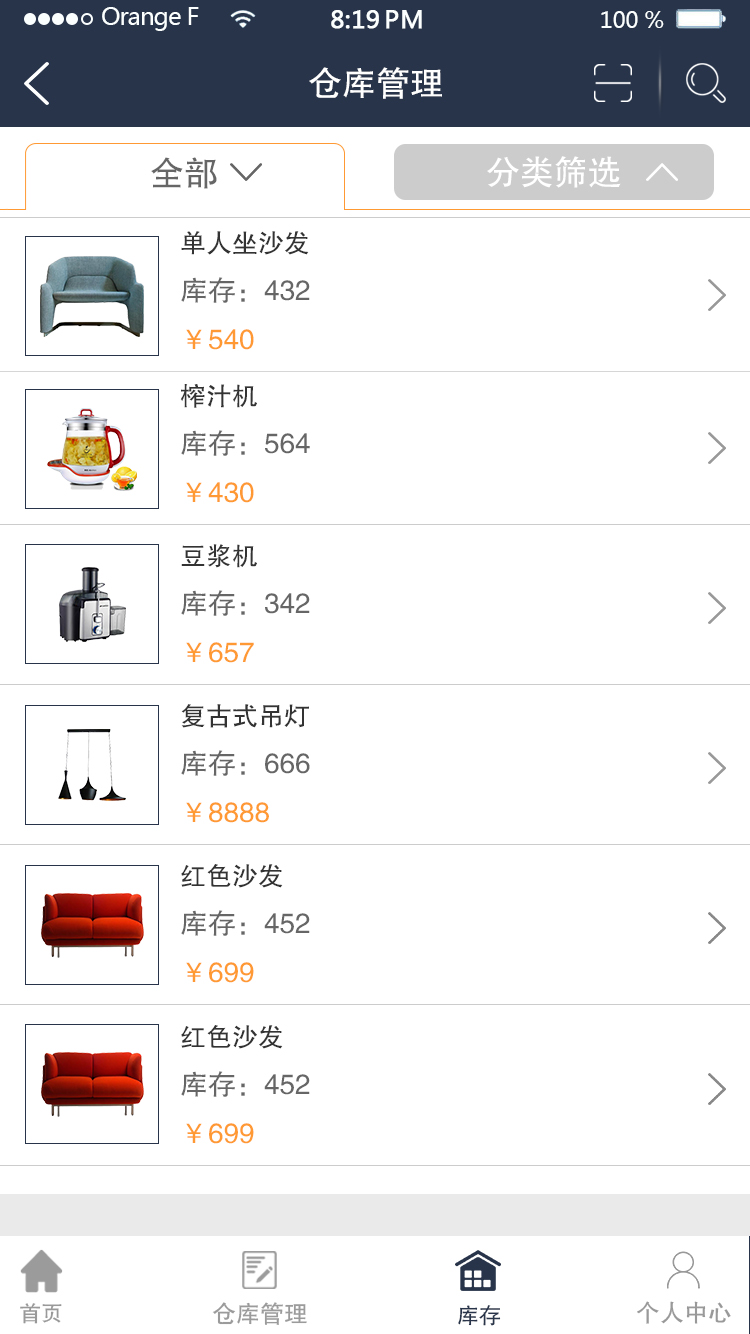 Orange F 8:19 PM 100 %
仓库管理
全部 分类筛选
单人坐沙发
库存：432
￥540
榨汁机
库存：564
￥430
豆浆机
库存：342
￥657
复古式吊灯
库存：666
￥8888
红色沙发
库存：452
￥699
红色沙发
库存：452
￥699
首页 仓库管理 库存 个人中心